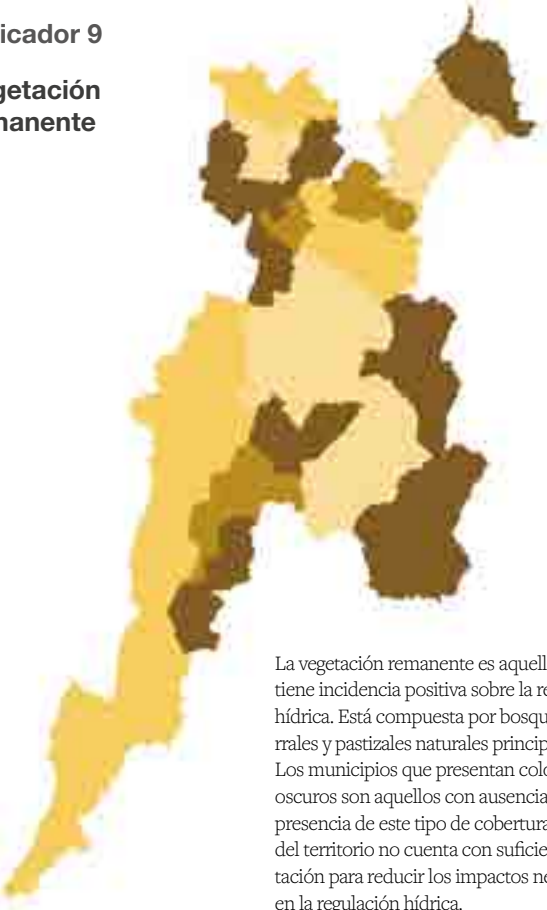 icador 9
getación
manente
La vegetación remanente es aquell
tiene incidencia positiva sobre la re
hídrica. Está compuesta por bosqu
rrales y pastizales naturales princip
Los municipios que presentan colo
oscuros son aquellos con ausencia
presencia de este tipo de cobertura
del territorio no cuenta con suficie
tación para reducir los impactos ne
en la regulación hídrica.